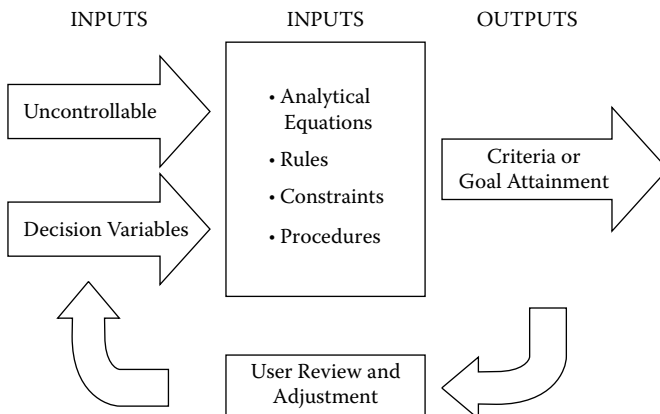 INPUTS
INPUTS
OUTPUTS
Uncontrollable
Decision Variables
• Analytical
Equations
• Rules
• Constraints
• Procedures
Criteria or
Goal Attainment
User Review and
Adjustment